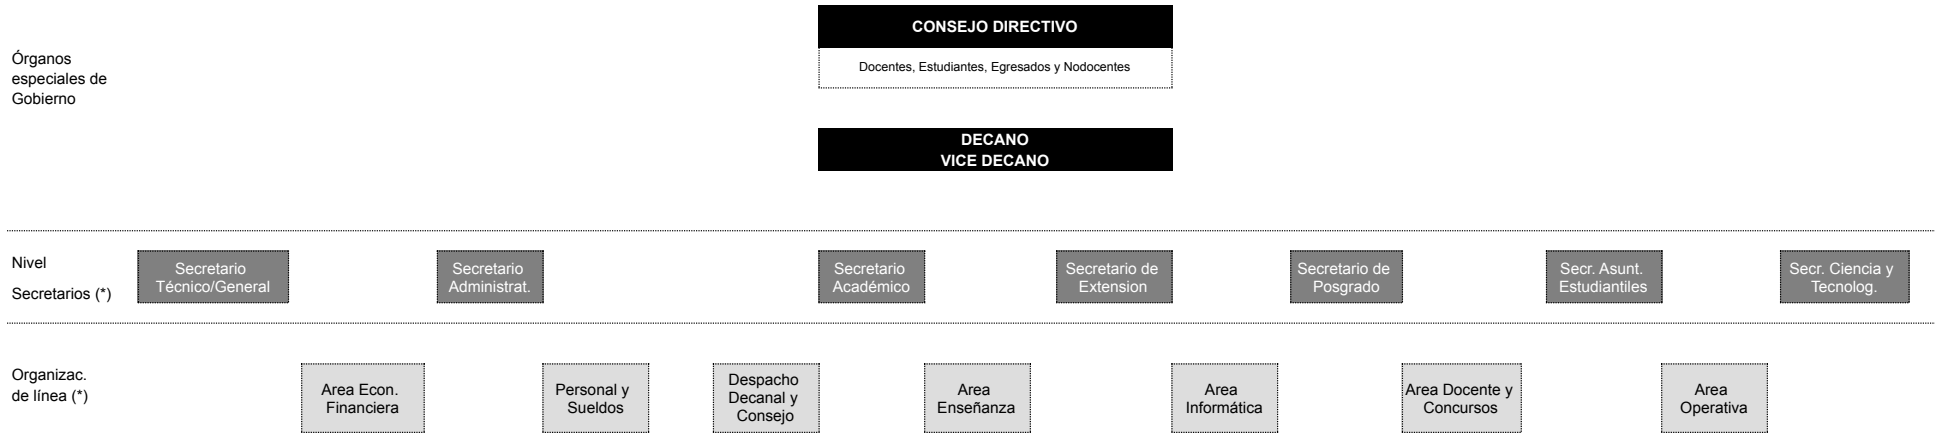 CONSEJO DIRECTIVO
Docentes, Estudiantes, Egresados y Nodocentes
Órganos
especiales de
Gobierno
DECANO
VICE DECANO
Nivel
Secretarios (*)
Secretario
Técnico/General
Secretario
Administrat.
Secretario
Académico
Secretario de
Extension
Secretario de
Posgrado
Secr. Asunt.
Estudiantiles
Secr. Ciencia y
Tecnolog.
Organizac.
de línea (*)
Area Econ.
Financiera
Personal y
Sueldos
Despacho
Decanal y
Consejo
Area
Enseñanza
Area
Informática
Area Docente y
Concursos
Area
Operativa